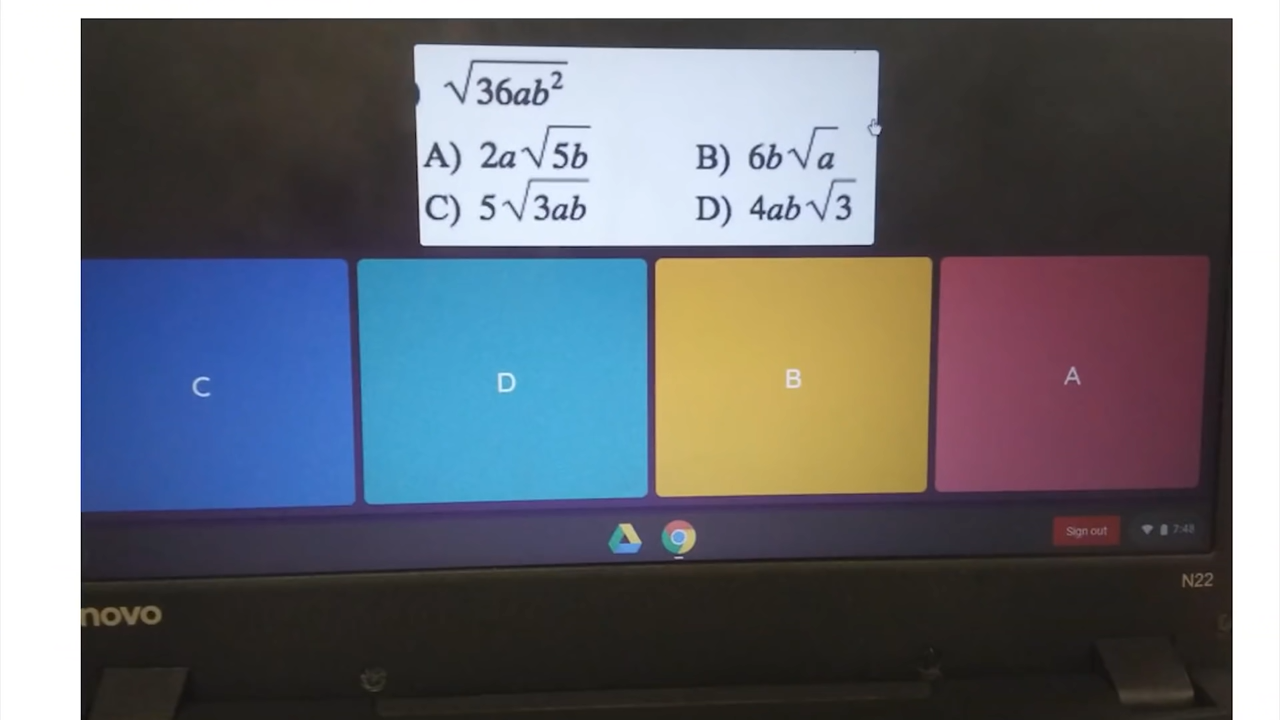 √36ab²
A) 2a√5b B) 6b√a
C) 5√3ab D) 4ab√3
C D B A
Sign out 7:48
N22
novo